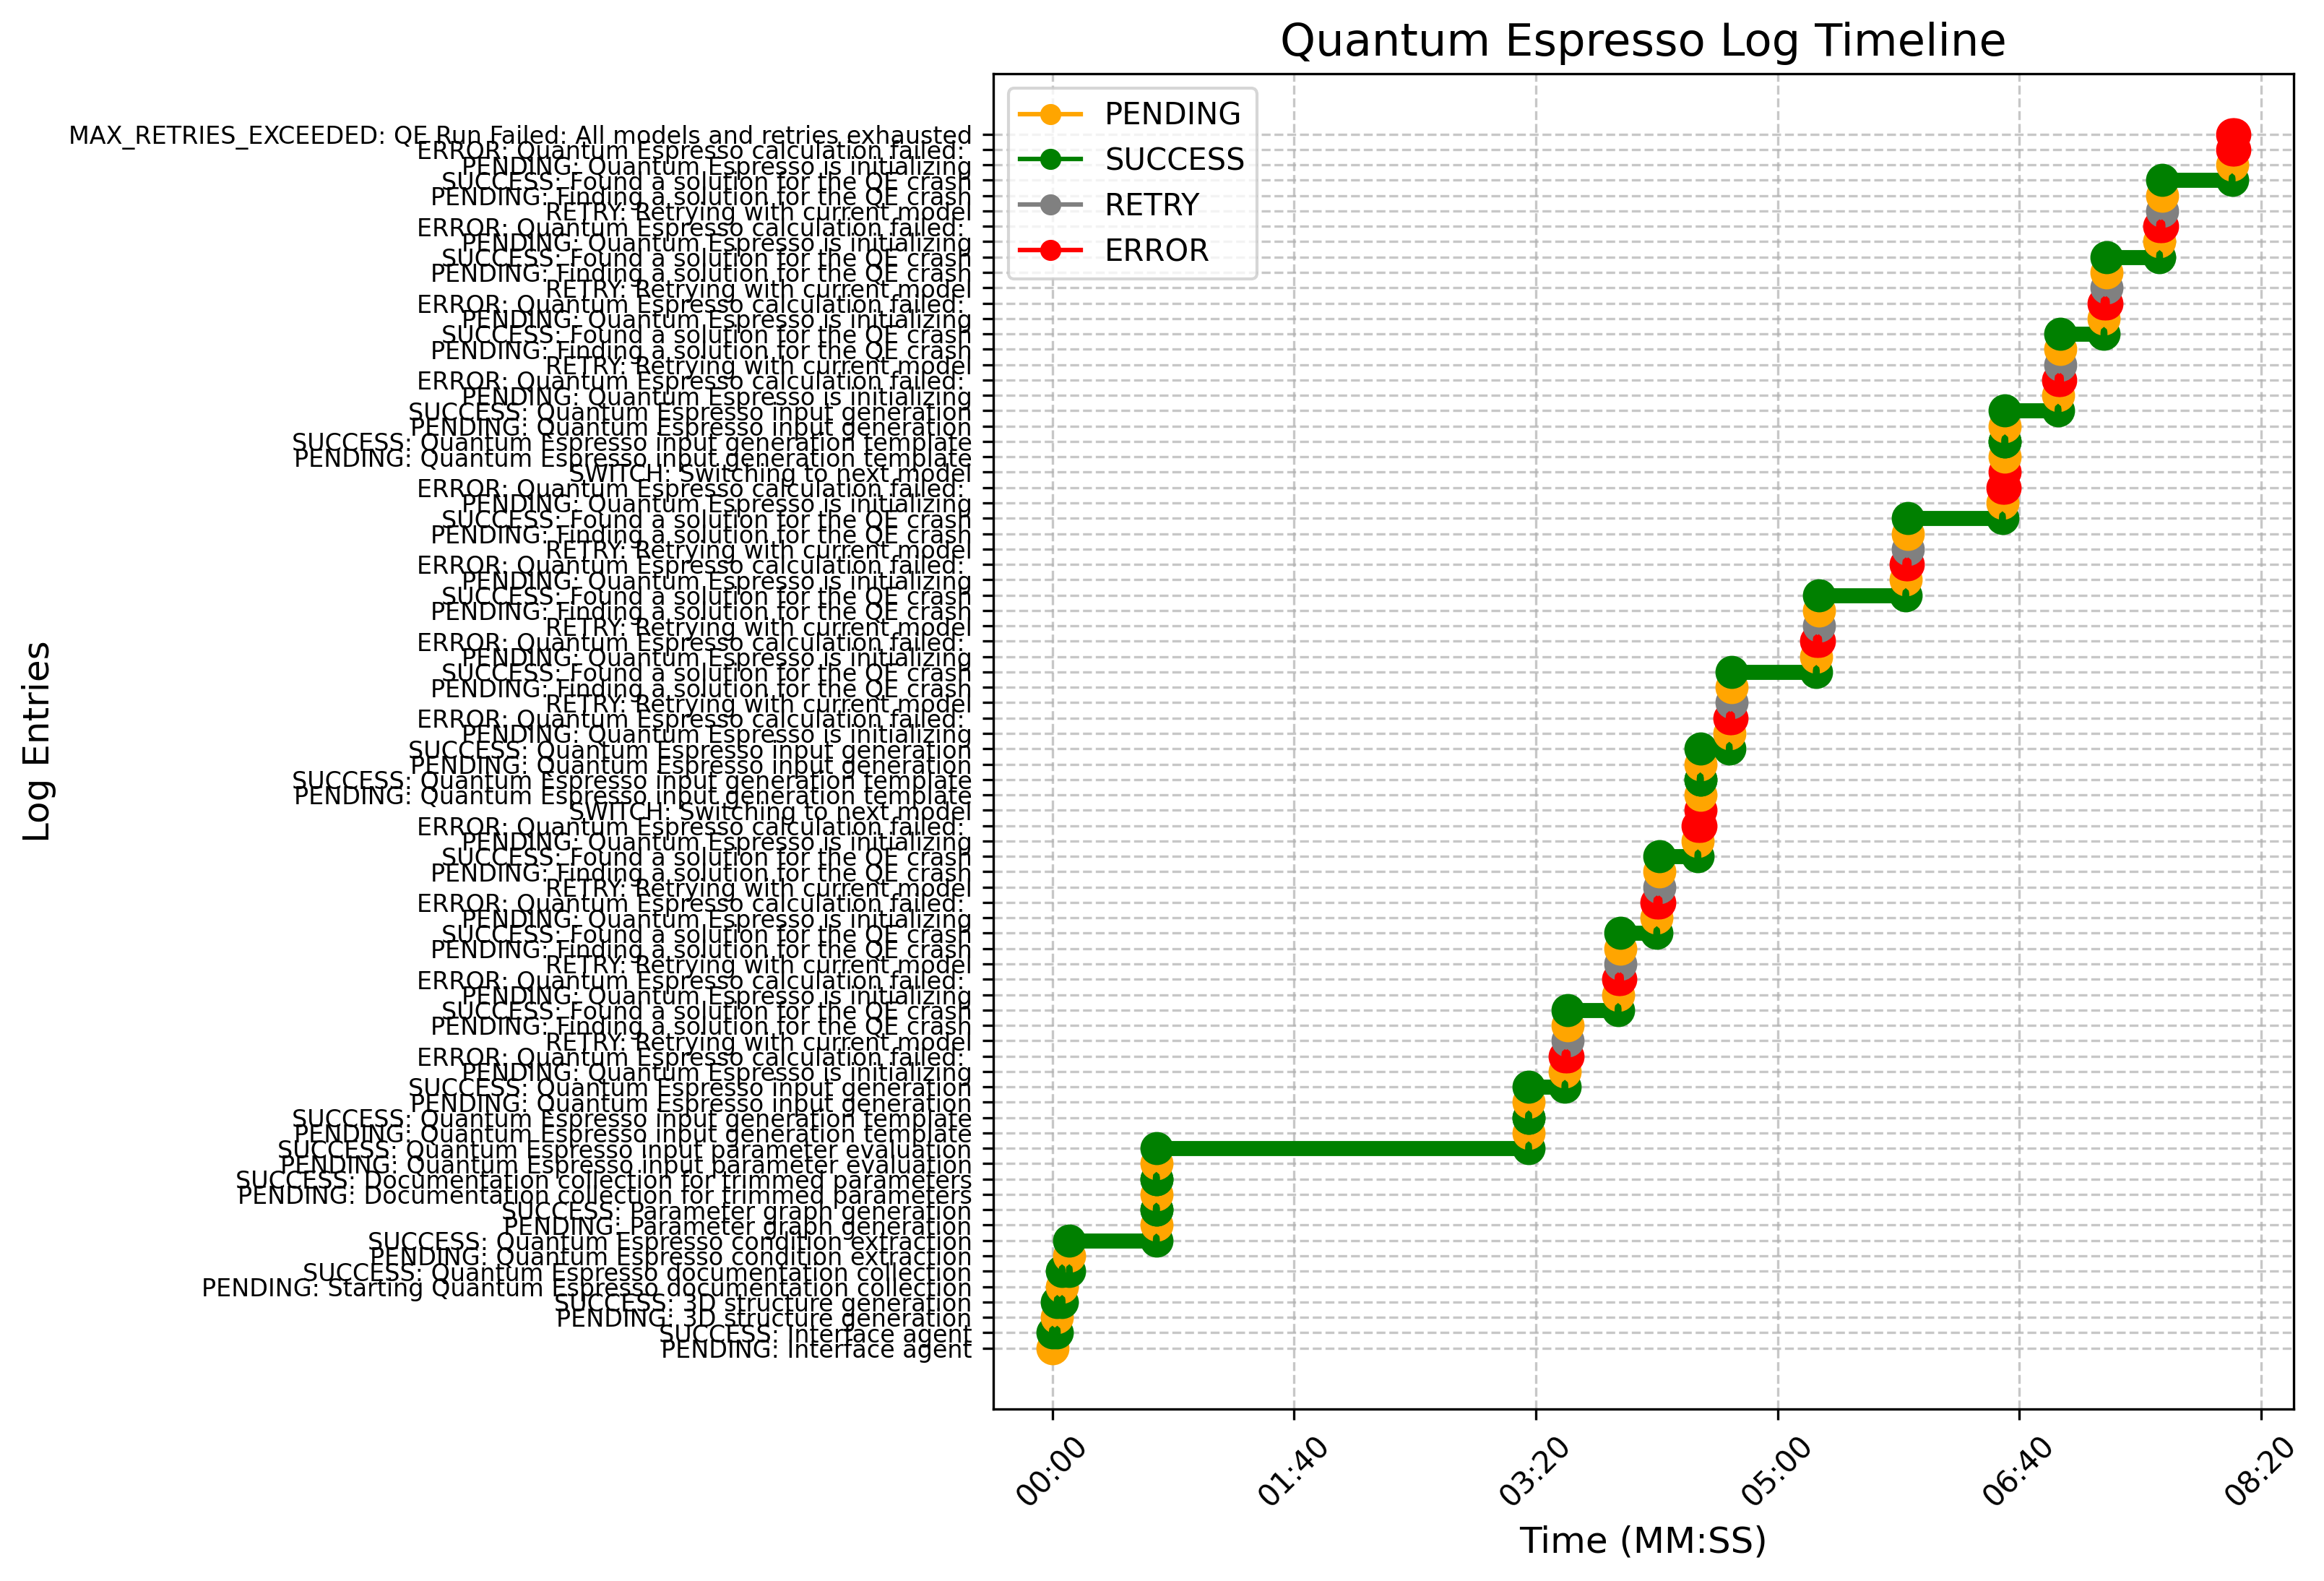 Quantum Espresso Log Timeline
PENDING
SUCCESS
RETRY
ERROR
Log Entries
MAX_RETRIES_EXCEEDED: QE Run Failed: All models and retries exhausted
ERROR: Quantum Espresso calculation failed:
PENDING: Quantum Espresso is initializing
SUCCESS: Found a solution for the QE crash
PENDING: Finding a solution for the QE crash
RETRY: Retrying with current model
ERROR: Quantum Espresso calculation failed:
PENDING: Quantum Espresso is initializing
SUCCESS: Found a solution for the QE crash
PENDING: Finding a solution for the QE crash
RETRY: Retrying with current model
ERROR: Quantum Espresso calculation failed:
PENDING: Quantum Espresso is initializing
SUCCESS: Found a solution for the QE crash
PENDING: Finding a solution for the QE crash
RETRY: Retrying with current model
ERROR: Quantum Espresso calculation failed:
PENDING: Quantum Espresso is initializing
SUCCESS: Quantum Espresso input generation
PENDING: Quantum Espresso input generation
SUCCESS: Quantum Espresso input generation template
PENDING: Quantum Espresso input generation template
SWITCH: Switching to next model
ERROR: Quantum Espresso calculation failed:
PENDING: Quantum Espresso is initializing
SUCCESS: Found a solution for the QE crash
PENDING: Finding a solution for the QE crash
RETRY: Retrying with current model
ERROR: Quantum Espresso calculation failed:
PENDING: Quantum Espresso is initializing
SUCCESS: Found a solution for the QE crash
PENDING: Finding a solution for the QE crash
RETRY: Retrying with current model
ERROR: Quantum Espresso calculation failed:
PENDING: Quantum Espresso is initializing
SUCCESS: Found a solution for the QE crash
PENDING: Finding a solution for the QE crash
RETRY: Retrying with current model
ERROR: Quantum Espresso calculation failed:
PENDING: Quantum Espresso is initializing
SUCCESS: Quantum Espresso input generation
PENDING: Quantum Espresso input generation
SUCCESS: Quantum Espresso input generation template
PENDING: Quantum Espresso input generation template
SWITCH: Switching to next model
ERROR: Quantum Espresso calculation failed:
PENDING: Quantum Espresso is initializing
SUCCESS: Found a solution for the QE crash
PENDING: Finding a solution for the QE crash
RETRY: Retrying with current model
ERROR: Quantum Espresso calculation failed:
PENDING: Quantum Espresso is initializing
SUCCESS: Found a solution for the QE crash
PENDING: Finding a solution for the QE crash
RETRY: Retrying with current model
ERROR: Quantum Espresso calculation failed:
PENDING: Quantum Espresso is initializing
SUCCESS: Found a solution for the QE crash
PENDING: Finding a solution for the QE crash
RETRY: Retrying with current model
ERROR: Quantum Espresso calculation failed:
PENDING: Quantum Espresso is initializing
SUCCESS: Quantum Espresso input generation
PENDING: Quantum Espresso input generation
SUCCESS: Quantum Espresso input generation template
PENDING: Quantum Espresso input generation template
SUCCESS: Quantum Espresso input parameter evaluation
PENDING: Quantum Espresso input parameter evaluation
SUCCESS: Documentation collection for trimmed parameters
PENDING: Documentation collection for trimmed parameters
SUCCESS: Parameter graph generation
PENDING: Parameter graph generation
SUCCESS: Quantum Espresso condition extraction
PENDING: Quantum Espresso condition extraction
SUCCESS: Quantum Espresso documentation collection
PENDING: Starting Quantum Espresso documentation collection
SUCCESS: 3D structure generation
PENDING: 3D structure generation
SUCCESS: Interface agent
PENDING: Interface agent
00:00
01:40
03:20
05:00
06:40
08:20
Time (MM:SS)